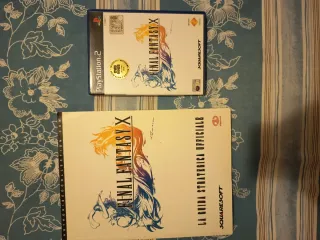 PlayStation 2
FINAL FANTASY X
SQUARESOFT
FINAL FANTASY X
LA GUIDA STRATEGICA UFFICIALE
SQUARESOFT